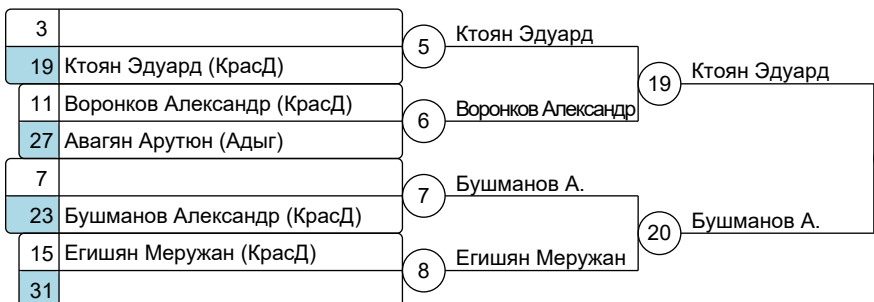 3
19 Ктоян Эдуард (КрасД)
11 Воронков Александр (КрасД)
27 Авагян Арутюн (Адыг)
7
23 Бушманов Александр (КрасД)
15 Егишян Меружан (КрасД)
31
5 Ктоян Эдуард
6 Воронков Александр
7 Бушманов А.
8 Егишян Меружан
19 Ктоян Эдуард
20 Бушманов А.